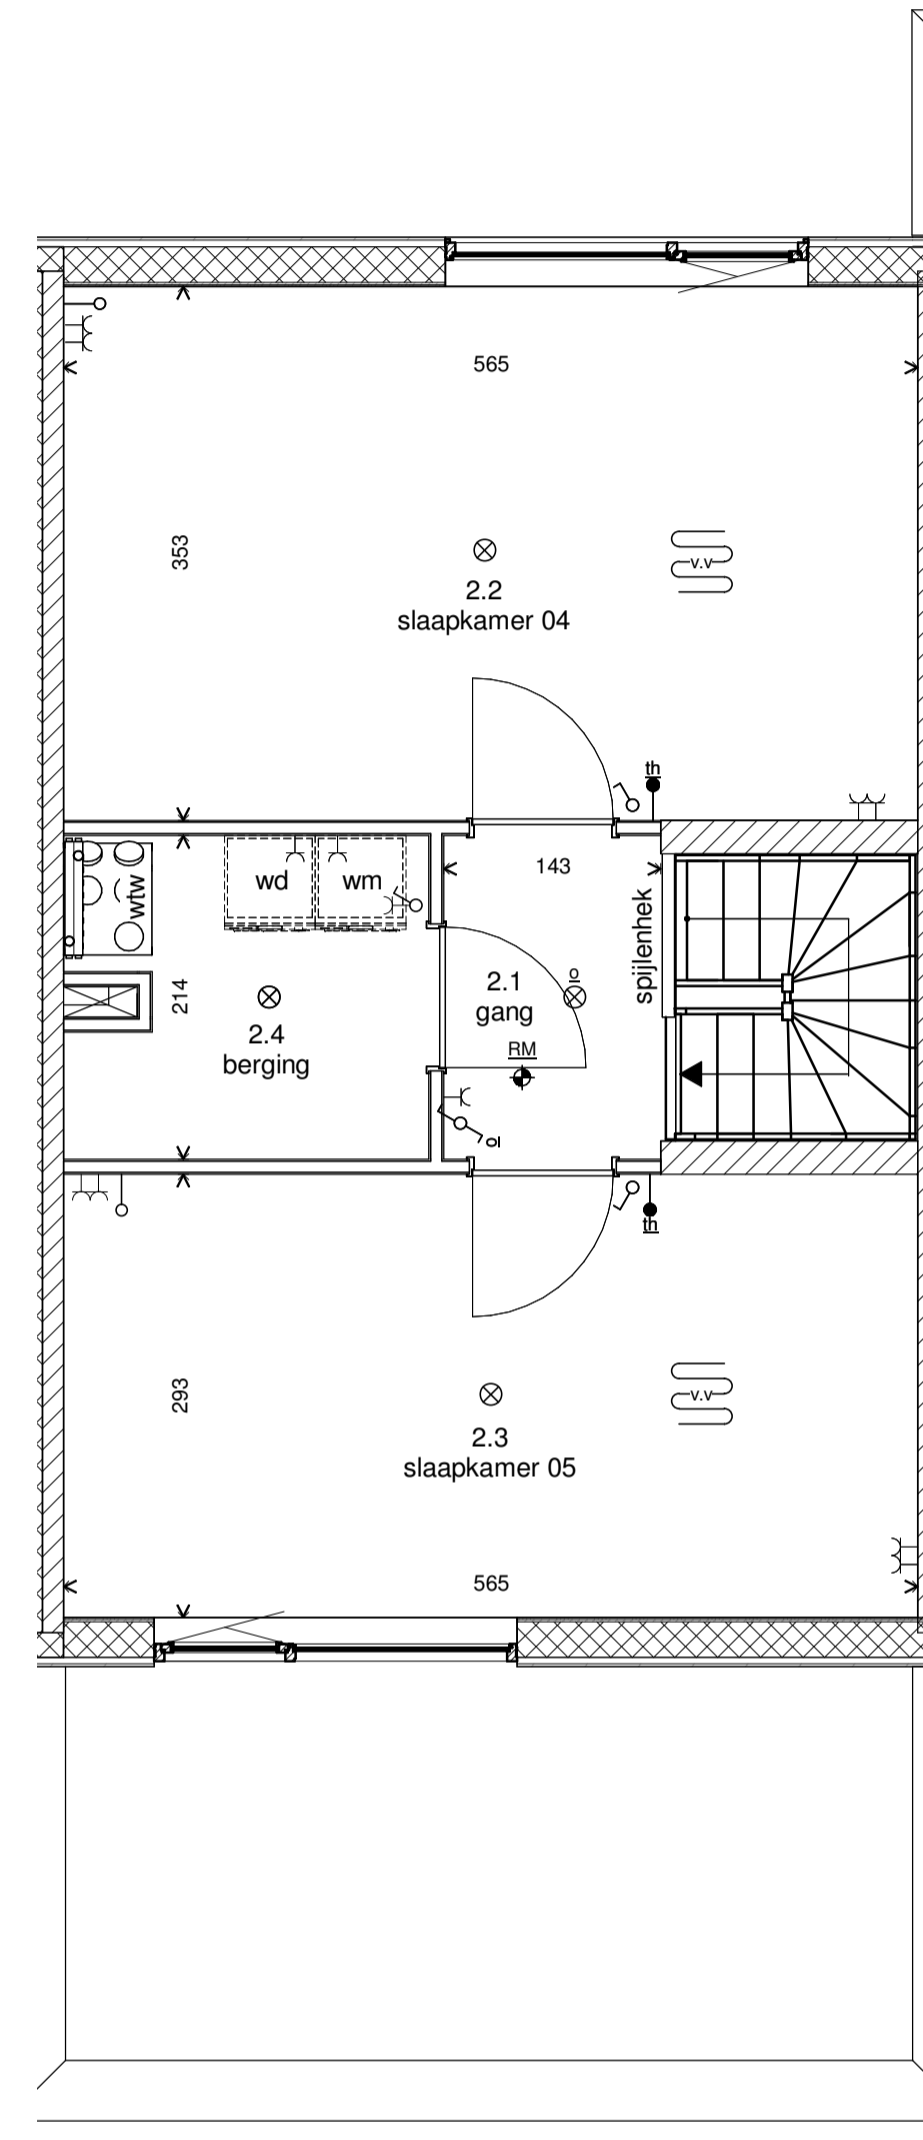 565
353
v.v
2.2
slaapkamer 04
th
143
wd
wm
wtw
spijlenhek
214
2.1
gang
o
2.4
berging
RM
o
th
293
v.v
2.3
slaapkamer 05
565